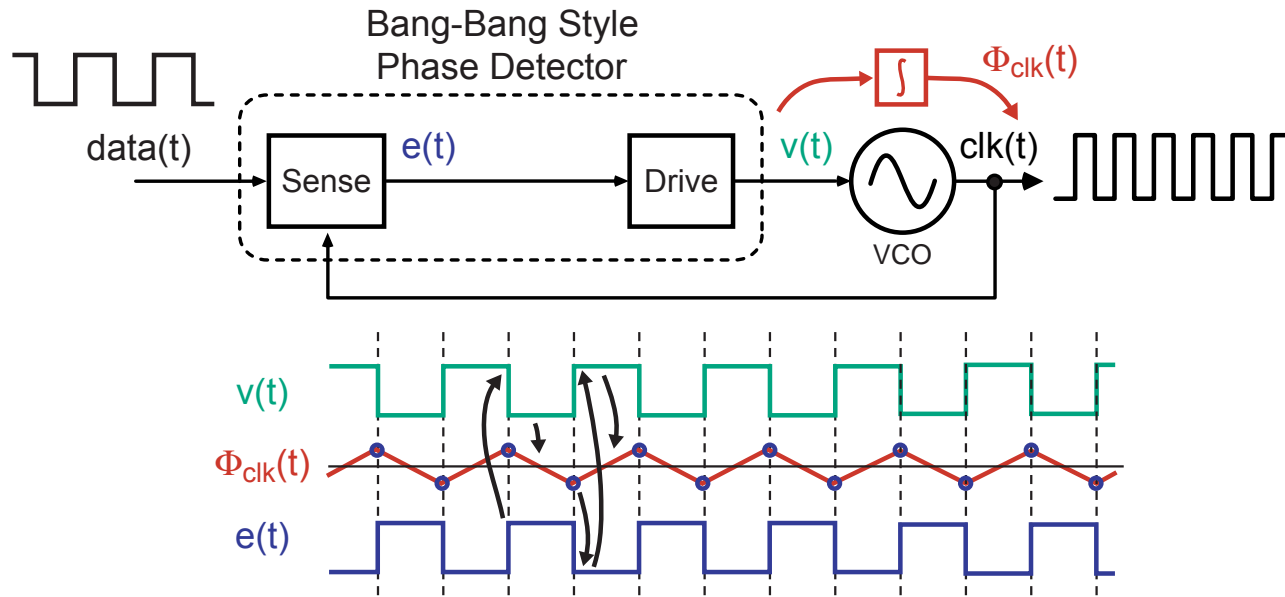 Bang-Bang Style
Phase Detector
Φclk(t)
∫
data(t)
e(t)
v(t)
clk(t)
Sense
Drive
VCO
v(t)
Φclk(t)
e(t)